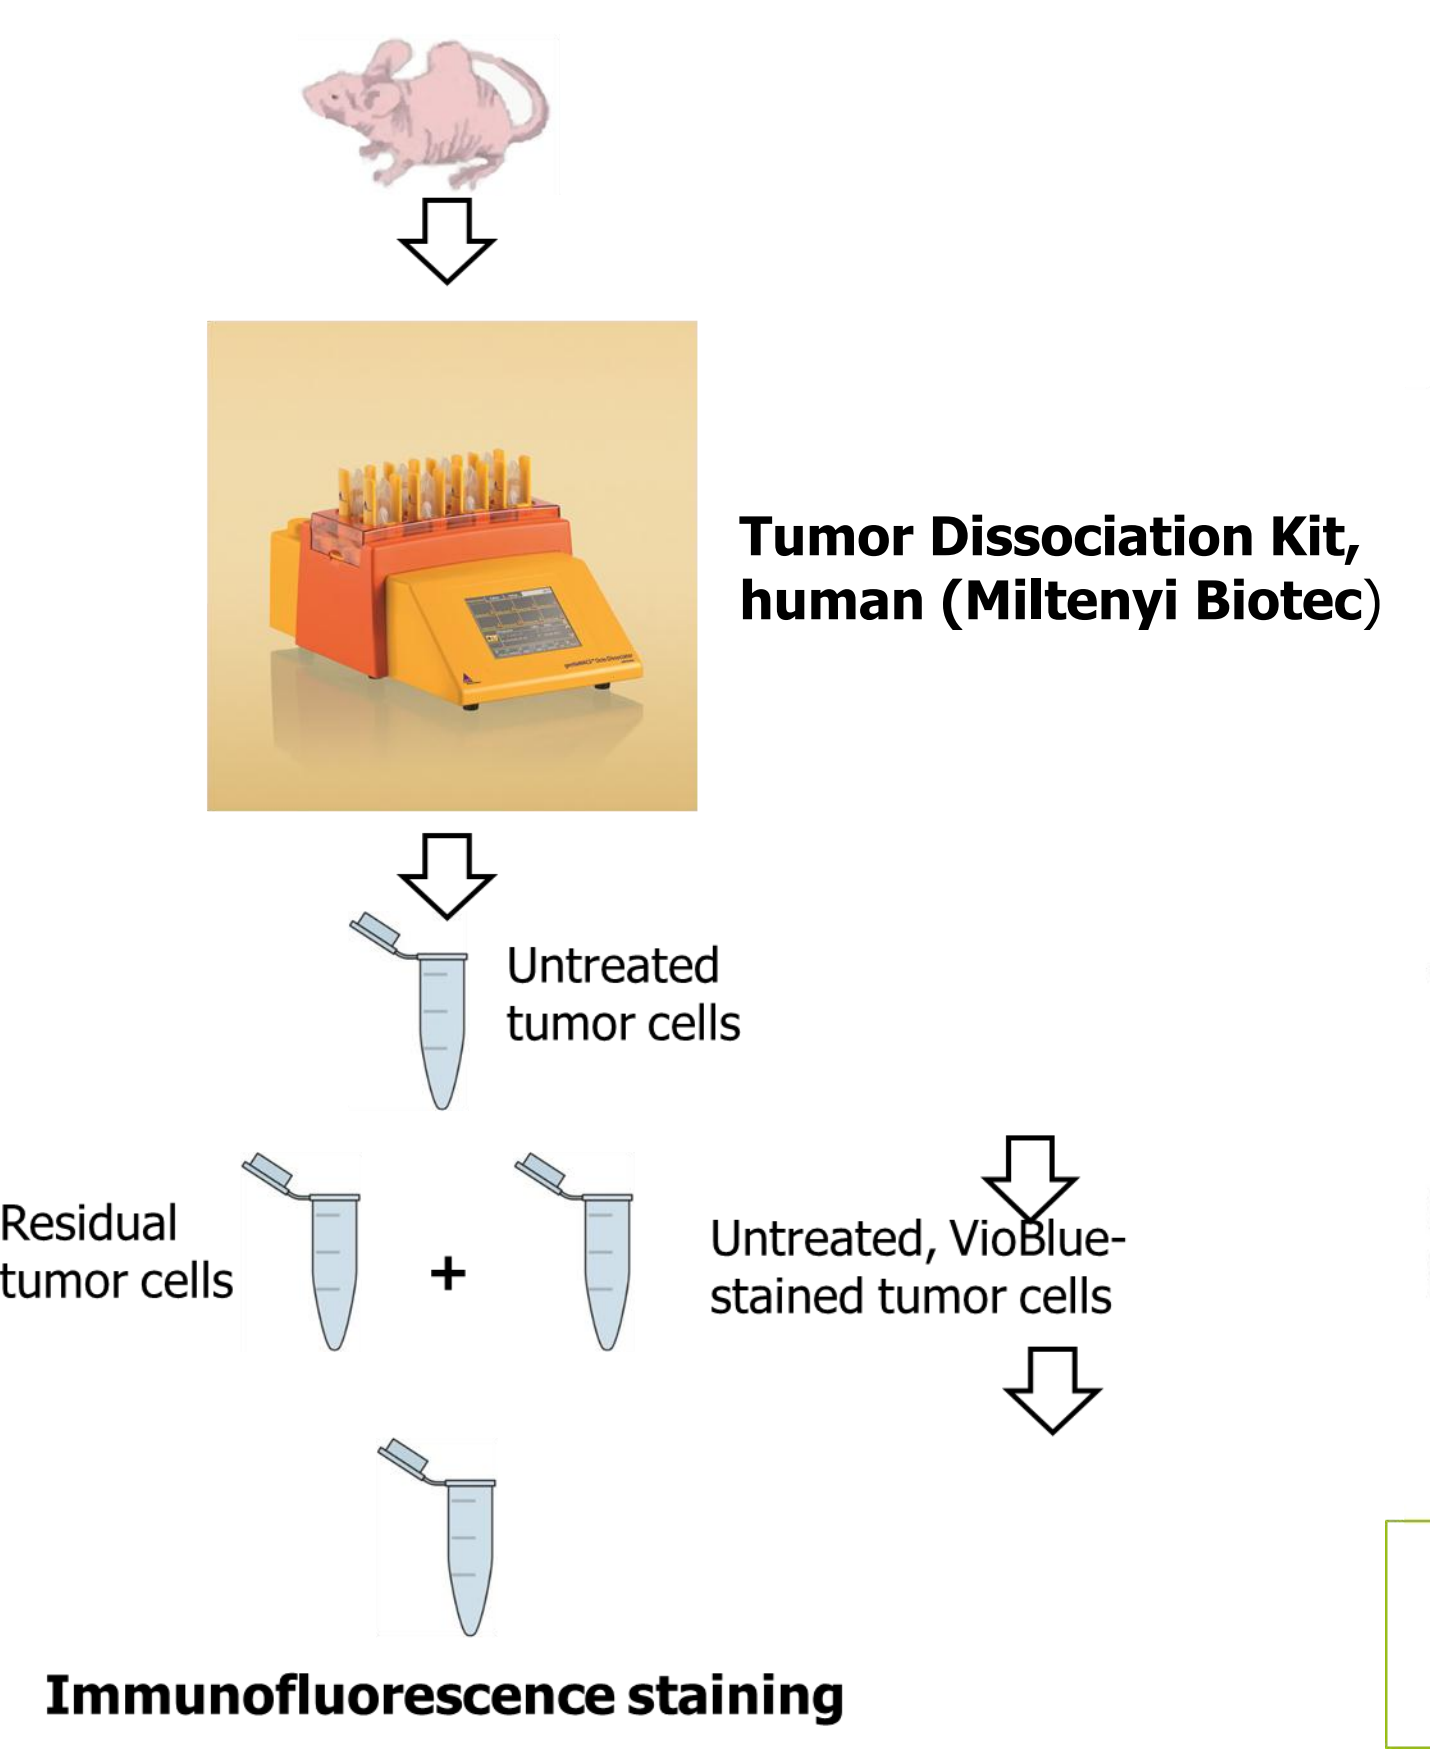 Tumor Dissociation Kit,
human (Miltenyi Biotec)
Untreated
tumor cells
Residual
tumor cells
+
Untreated, VioBlue-
stained tumor cells
Immunofluorescence staining